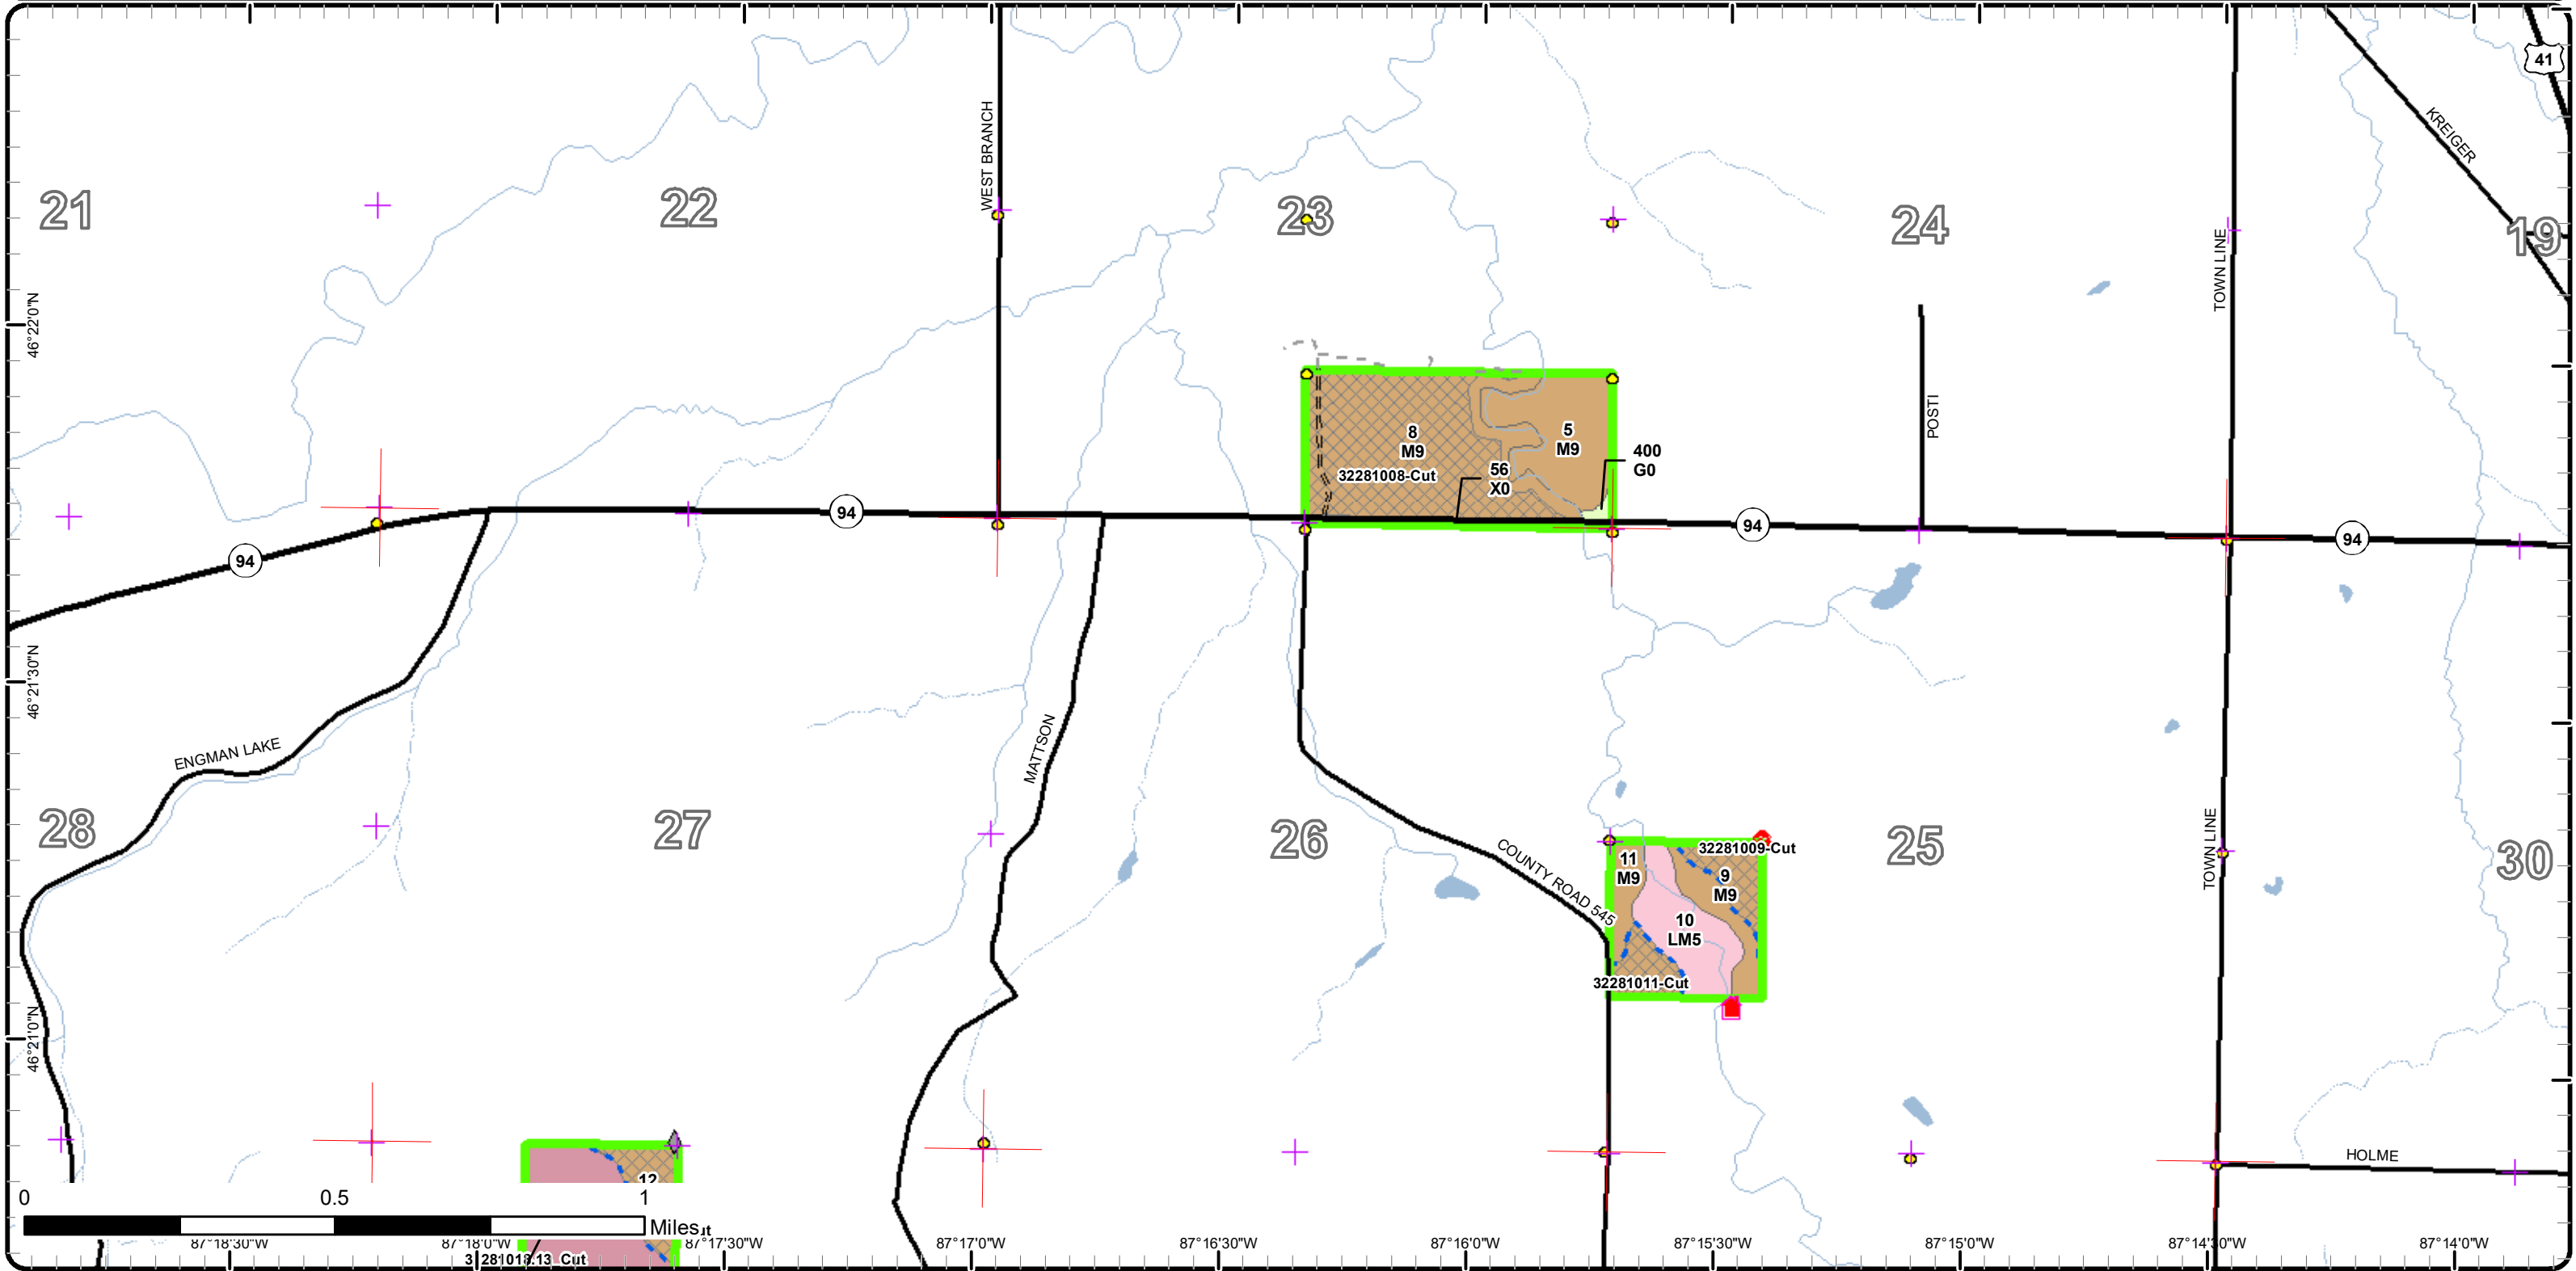 41
KREIGER
WEST BRANCH
21
22
23
24
19
TOWN LINE
46°22'0"N
POSTI
8
M9
5
M9
400
G0
32281008-Cut
56
X0
94
94
94
94
46°21'30"N
ENGMAN LAKE
MATTSON
28
27
26
25
30
COUNTY ROAD 545
TOWN LINE
32281009-Cut
11
M9
9
M9
10
LM5
32281011-Cut
46°21'0"N
HOLME
12
0 0.5 1
Miles
87°18'30"W 87°18'0"W 87°17'30"W 87°17'0"W 87°16'30"W 87°16'0"W 87°15'30"W 87°15'0"W 87°14'30"W 87°14'0"W